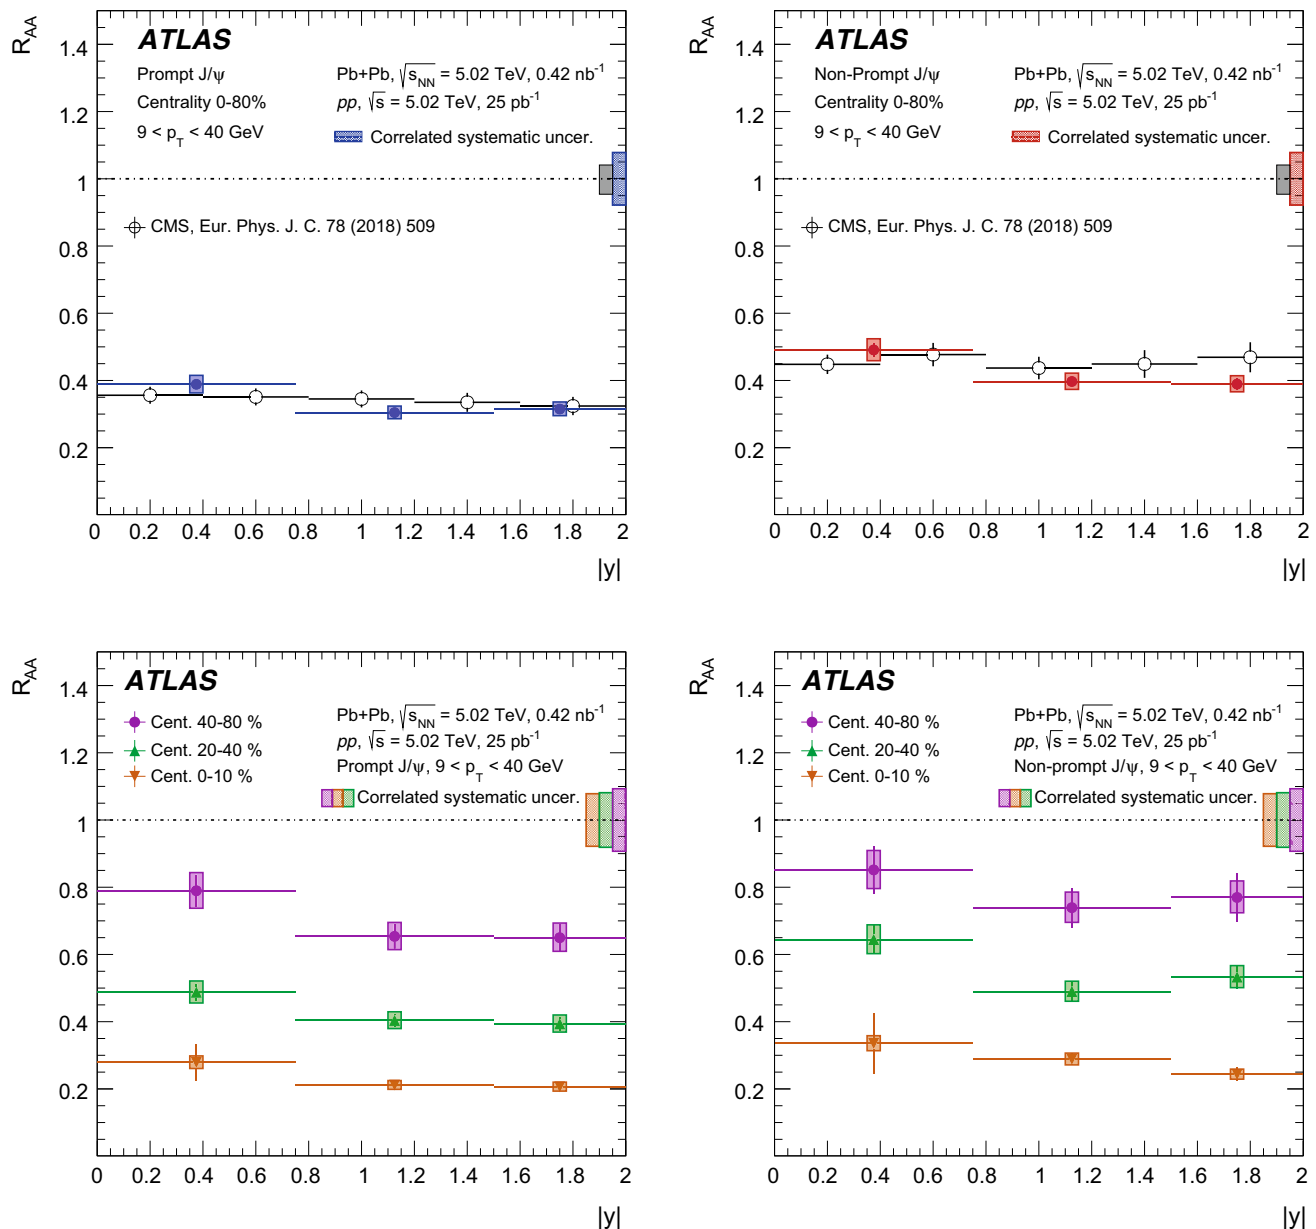 R_AA
ATLAS
Prompt J/ψ
Centrality 0-80%
9 < p_T < 40 GeV
Pb+Pb, √s_NN = 5.02 TeV, 0.42 nb⁻¹
pp, √s = 5.02 TeV, 25 pb⁻¹
Correlated systematic uncer.
CMS, Eur. Phys. J. C. 78 (2018) 509
1.4
1.2
1
0.8
0.6
0.4
0.2
0 0.2 0.4 0.6 0.8 1 1.2 1.4 1.6 1.8 2
|y|
R_AA
ATLAS
Non-Prompt J/ψ
Centrality 0-80%
9 < p_T < 40 GeV
Pb+Pb, √s_NN = 5.02 TeV, 0.42 nb⁻¹
pp, √s = 5.02 TeV, 25 pb⁻¹
Correlated systematic uncer.
CMS, Eur. Phys. J. C. 78 (2018) 509
1.4
1.2
1
0.8
0.6
0.4
0.2
0 0.2 0.4 0.6 0.8 1 1.2 1.4 1.6 1.8 2
|y|
R_AA
ATLAS
Cent. 40-80 %
Cent. 20-40 %
Cent. 0-10 %
Pb+Pb, √s_NN = 5.02 TeV, 0.42 nb⁻¹
pp, √s = 5.02 TeV, 25 pb⁻¹
Prompt J/ψ, 9 < p_T < 40 GeV
Correlated systematic uncer.
1.4
1.2
1
0.8
0.6
0.4
0.2
0 0.2 0.4 0.6 0.8 1 1.2 1.4 1.6 1.8 2
|y|
R_AA
ATLAS
Cent. 40-80 %
Cent. 20-40 %
Cent. 0-10 %
Pb+Pb, √s_NN = 5.02 TeV, 0.42 nb⁻¹
pp, √s = 5.02 TeV, 25 pb⁻¹
Non-prompt J/ψ, 9 < p_T < 40 GeV
Correlated systematic uncer.
1.4
1.2
1
0.8
0.6
0.4
0.2
0 0.2 0.4 0.6 0.8 1 1.2 1.4 1.6 1.8 2
|y|